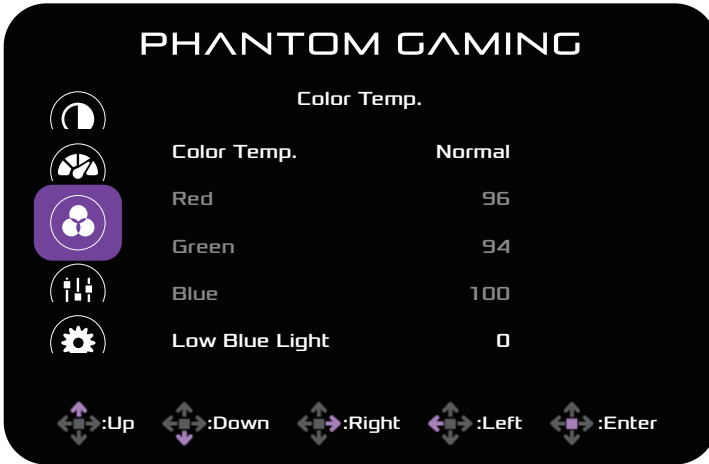 PHANTOM GAMING
Color Temp.
Color Temp. Normal
Red 96
Green 94
Blue 100
Low Blue Light 0
:Up :Down :Right :Left :Enter